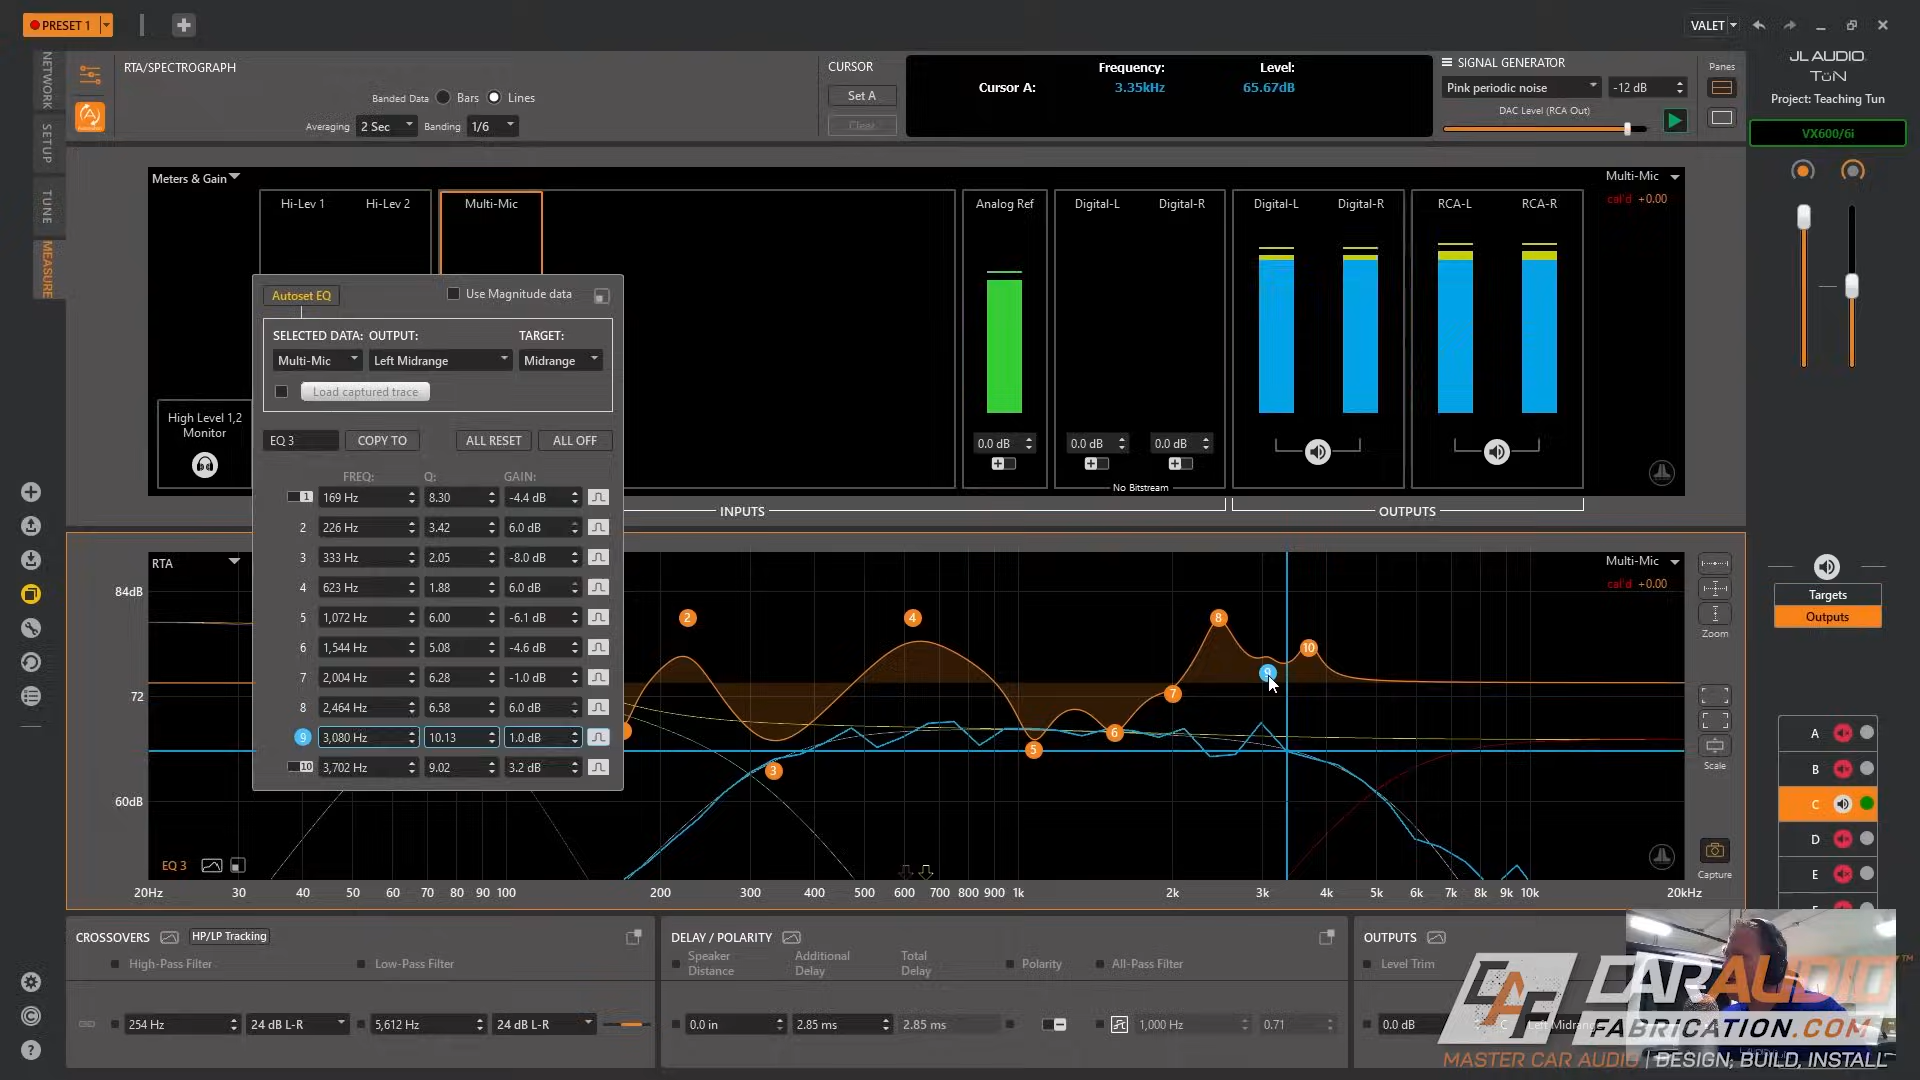 PRESET 1
VALET
NETWORK
SETUP
TUNE
MEASURE
RTA/SPECTROGRAPH
Banded Data Bars Lines
Averaging 2 Sec Banding 1/6
CURSOR
Set A
Clear
Frequency: Level:
Cursor A: 3.35kHz 65.67dB
SIGNAL GENERATOR
Pink periodic noise -12 dB
DAC Level (RCA Out)
Panes
JL AUDIO
TüN
Project: Teaching Tun
VX600/6i
Meters & Gain
Hi-Lev 1 Hi-Lev 2 Multi-Mic Analog Ref Digital-L Digital-R Digital-L Digital-R RCA-L RCA-R
Multi-Mic
cal'd +0.00
High Level 1,2
Monitor
0.0 dB 0.0 dB 0.0 dB
No Bitstream
INPUTS OUTPUTS
Autoset EQ Use Magnitude data
SELECTED DATA: OUTPUT: TARGET:
Multi-Mic Left Midrange Midrange
Load captured trace
EQ 3 COPY TO ALL RESET ALL OFF
FREQ: Q: GAIN:
1 169 Hz 8.30 -4.4 dB
2 226 Hz 3.42 6.0 dB
3 333 Hz 2.05 -8.0 dB
4 623 Hz 1.88 6.0 dB
5 1,072 Hz 6.00 -6.1 dB
6 1,544 Hz 5.08 -4.6 dB
7 2,004 Hz 6.28 -1.0 dB
8 2,464 Hz 6.58 6.0 dB
9 3,080 Hz 10.13 1.0 dB
10 3,702 Hz 9.02 3.2 dB
RTA
Multi-Mic
cal'd +0.00
84dB
72
60dB
2 4 8 10 9 7 6 5 3
EQ 3
20Hz 30 40 50 60 70 80 90 100 200 300 400 500 600 700 800 900 1k 2k 3k 4k 5k 6k 7k 8k 9k 10k 20kHz
Zoom
Scale
Capture
Targets
Outputs
A
B
C
D
E
CROSSOVERS HP/LP Tracking
High-Pass Filter Low-Pass Filter
254 Hz 24 dB L-R 5,612 Hz 24 dB L-R
DELAY / POLARITY
Speaker Distance Additional Delay Total Delay Polarity All-Pass Filter
0.0 in 2.85 ms 2.85 ms 1,000 Hz 0.71
OUTPUTS
Level Trim
0.0 dB C Left Midrange
CAF CARAUDIO™
FABRICATION.COM
MASTER CAR AUDIO | DESIGN, BUILD, INSTALL